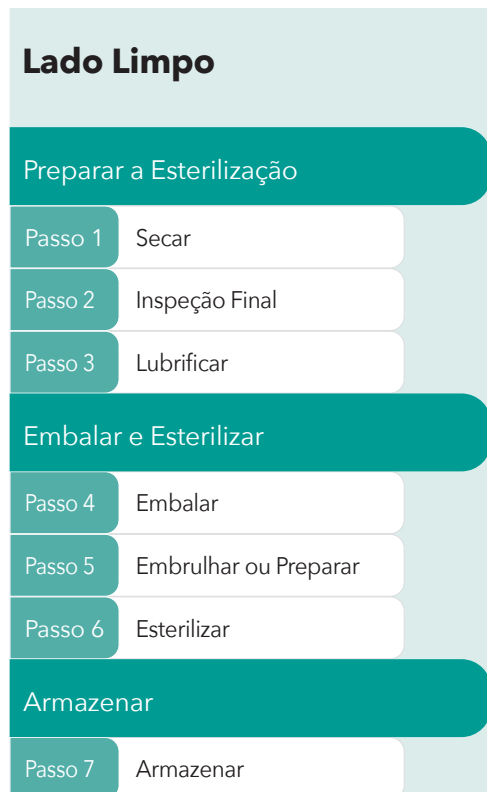 Lado Limpo
Preparar a Esterilização
Passo 1 Secar
Passo 2 Inspeção Final
Passo 3 Lubrificar
Embalar e Esterilizar
Passo 4 Embalar
Passo 5 Embrulhar ou Preparar
Passo 6 Esterilizar
Armazenar
Passo 7 Armazenar